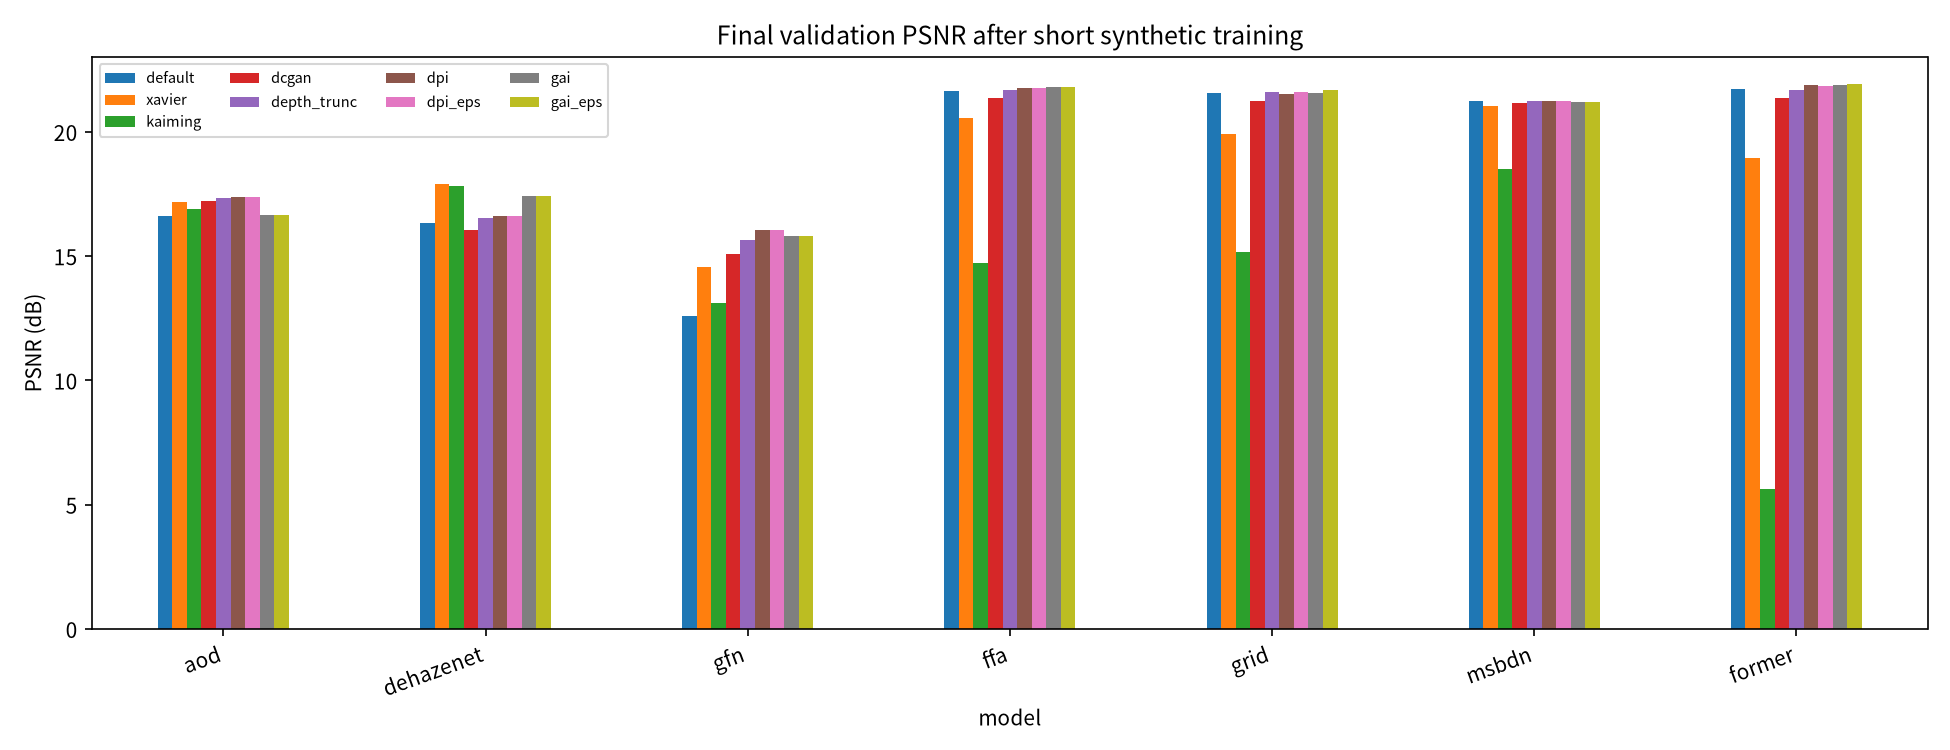 Final validation PSNR after short synthetic training
default
xavier
kaiming
dcgan
depth_trunc
dpi
dpi_eps
gai
gai_eps
PSNR (dB)
20
15
10
5
0
aod
dehazenet
gfn
ffa
grid
msbdn
former
model